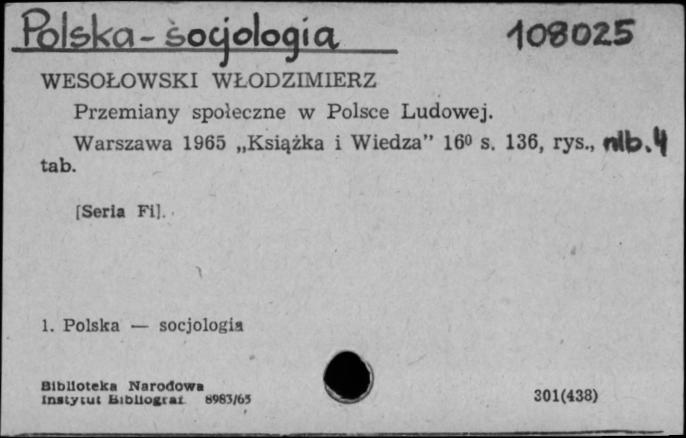 Polska - socjologia
108025
WESOŁOWSKI WŁODZIMIERZ
Przemiany społeczne w Polsce Ludowej.
Warszawa 1965 „Książka i Wiedza” 16⁰ s. 136, rys., nlb. 4
tab.
[Seria Fi].
1. Polska — socjologia
Biblioteka Narodowa
Instytut Bibliograf. 8983/65
301(438)